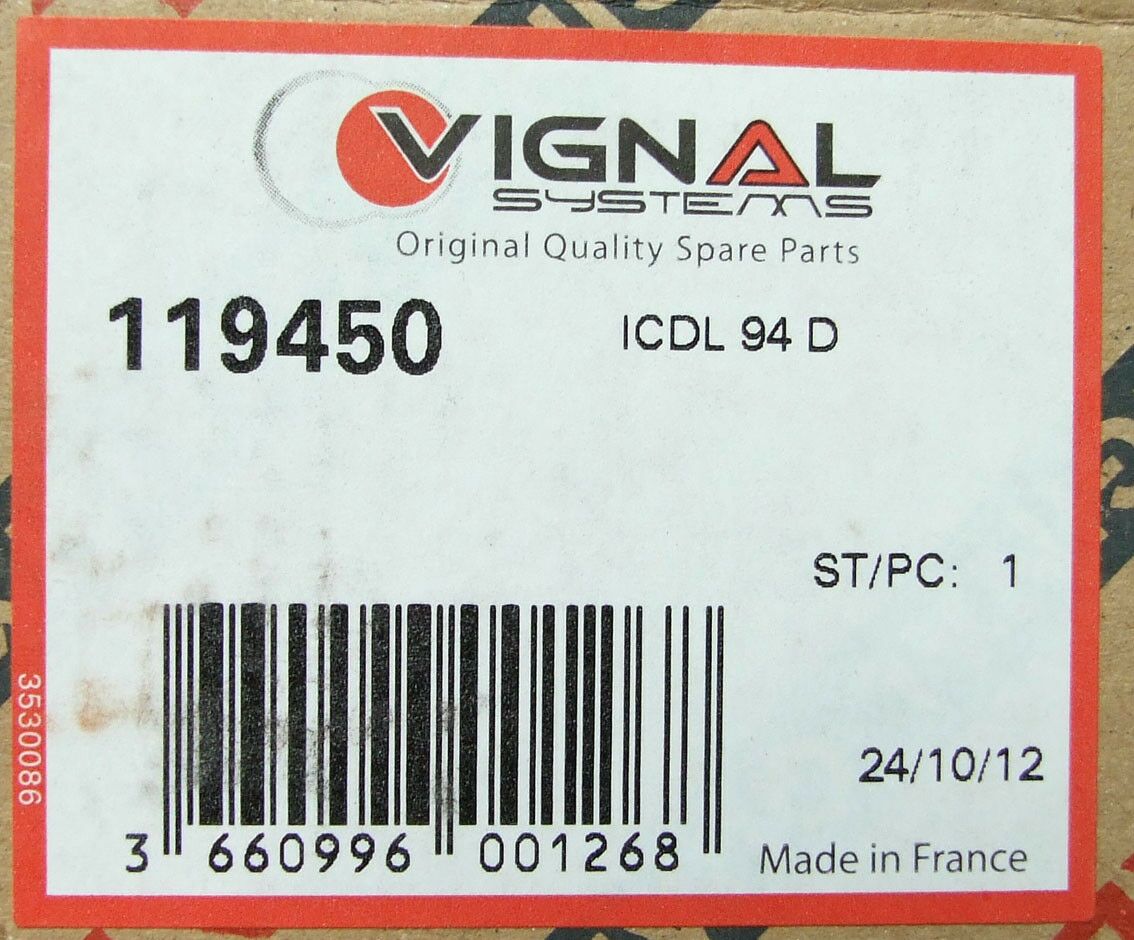 VIGNAL
SYSTEMS
Original Quality Spare Parts
119450 ICDL 94 D
ST/PC: 1
3530086
24/10/12
3 660996 001268
Made in France